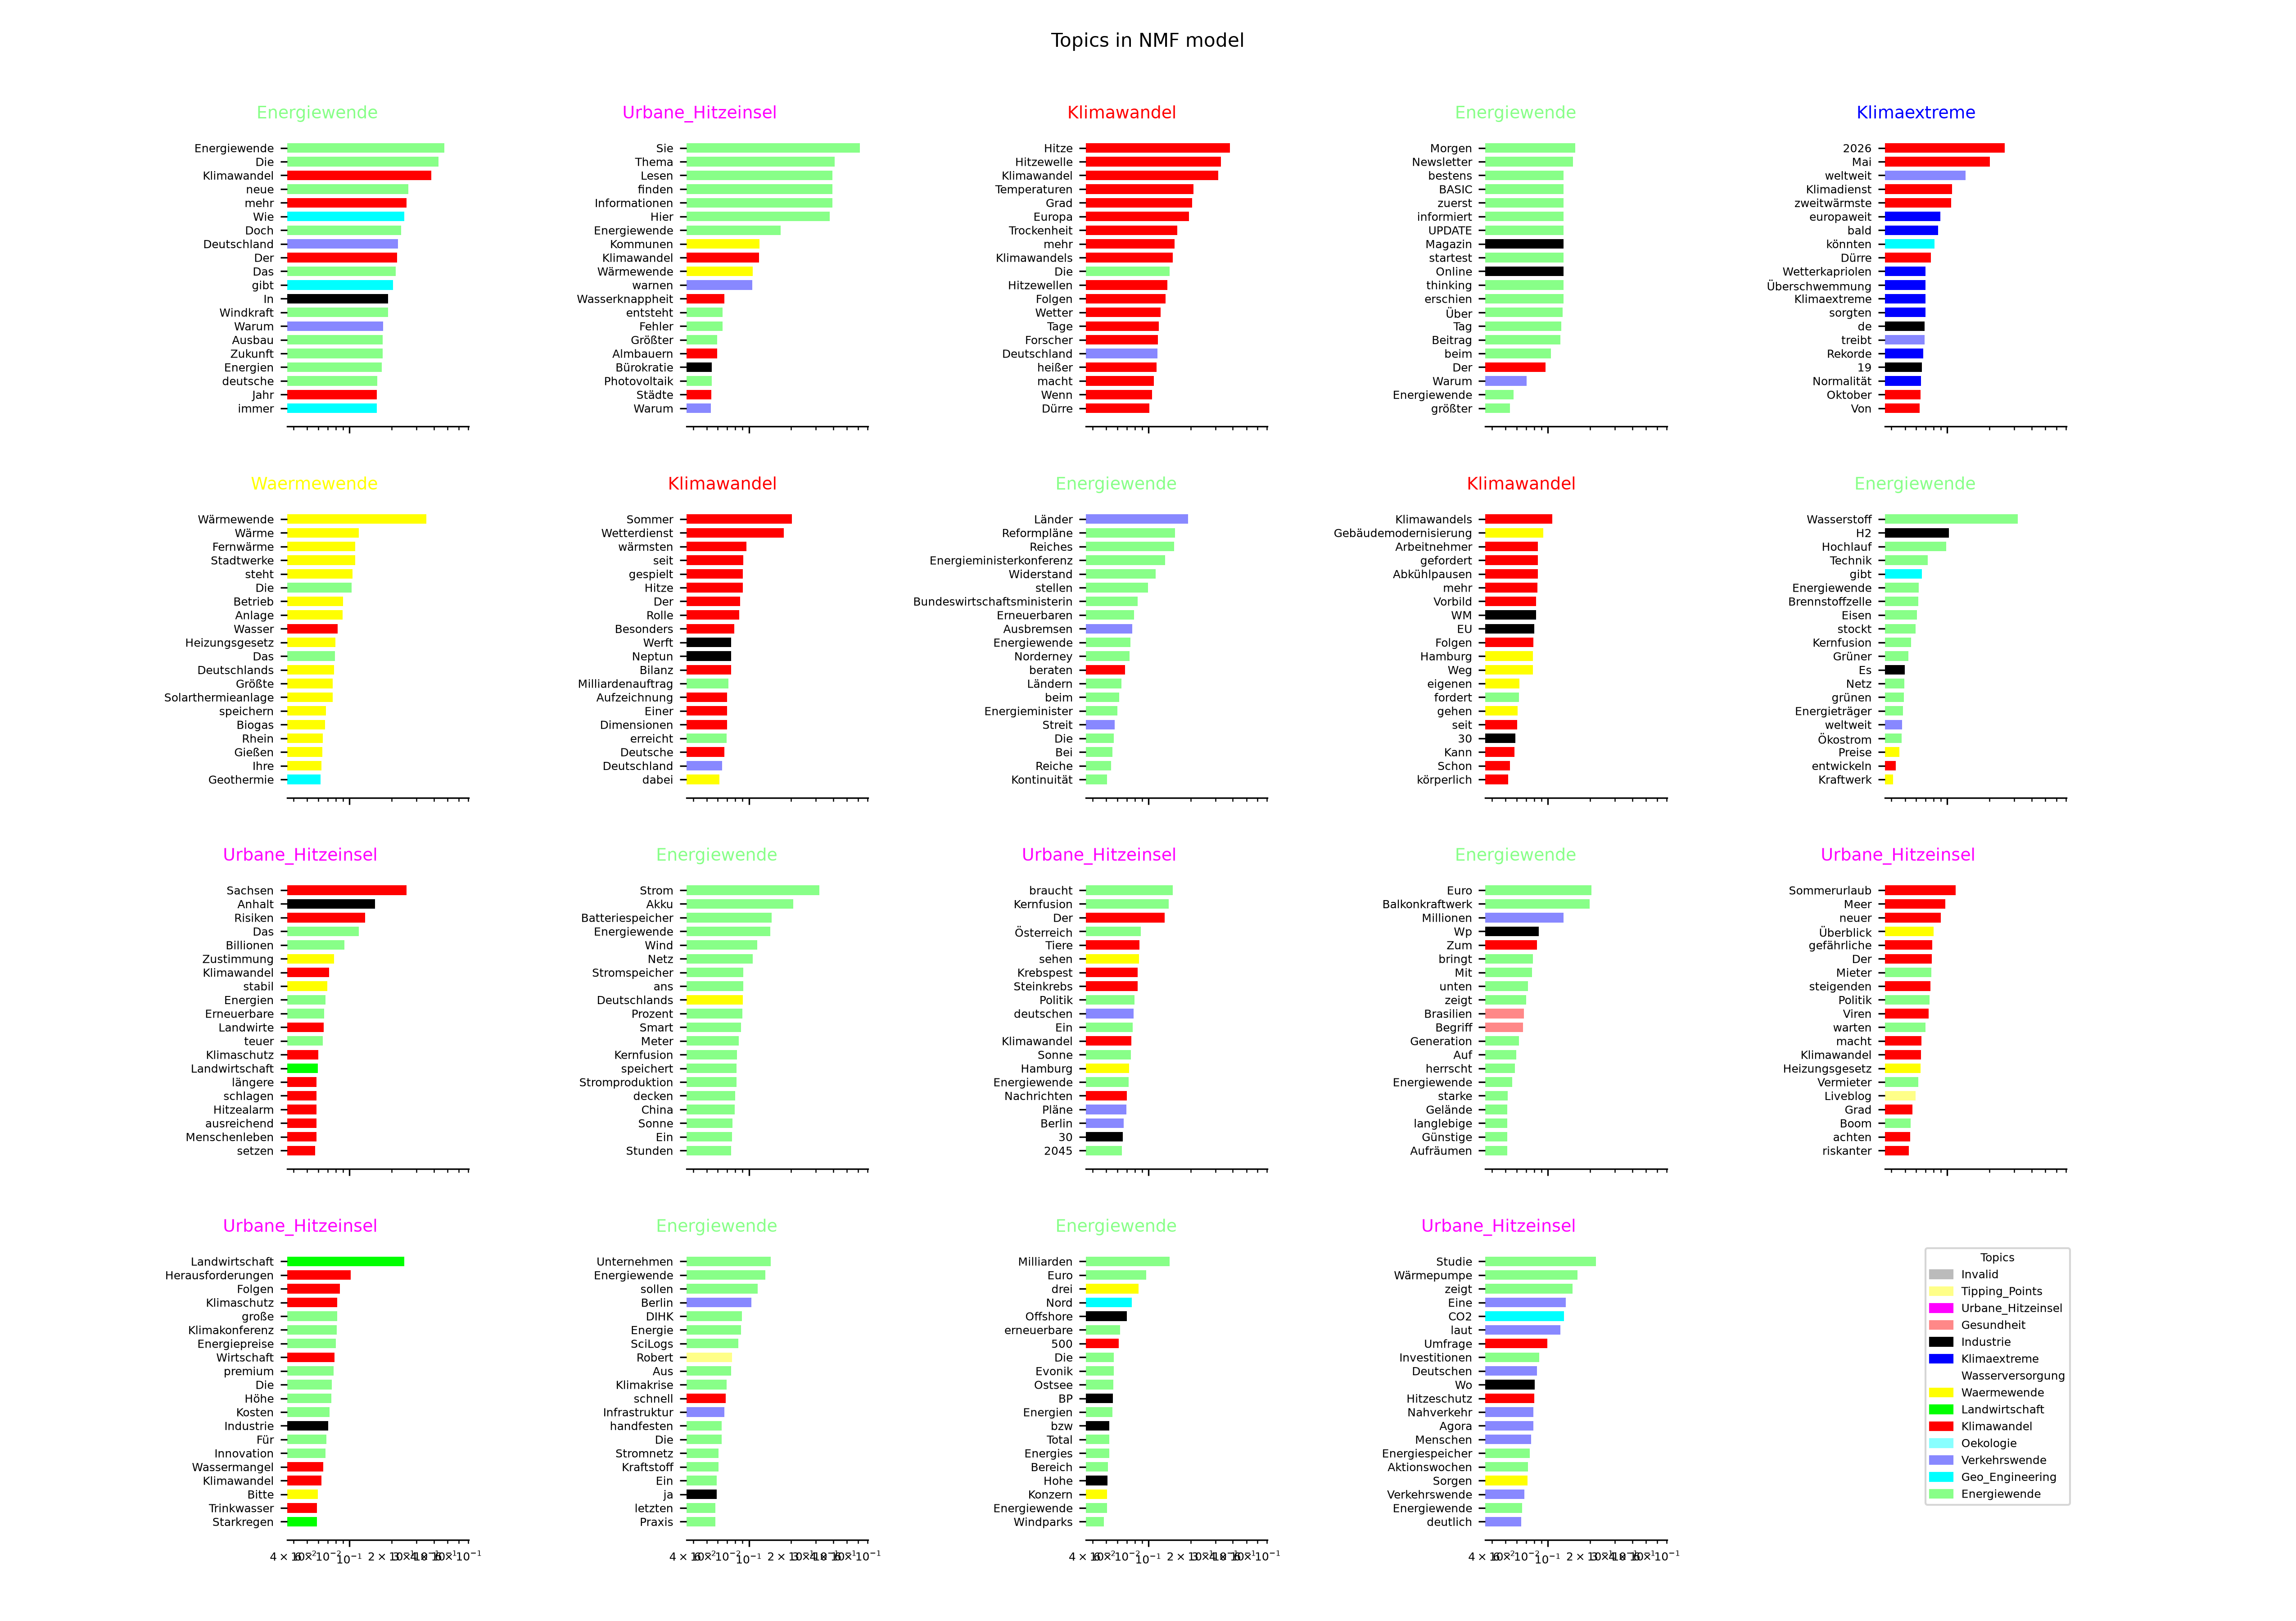 Topics in NMF model
Energiewende
Energiewende
Die
Klimawandel
neue
mehr
Wie
Doch
Deutschland
Der
Das
gibt
In
Windkraft
Warum
Ausbau
Zukunft
Energien
deutsche
Jahr
immer
Urbane_Hitzeinsel
Sie
Thema
Lesen
finden
Informationen
Hier
Energiewende
Kommunen
Klimawandel
Wärmewende
warnen
Wasserknappheit
entsteht
Fehler
Größter
Almbauern
Bürokratie
Photovoltaik
Städte
Warum
Klimawandel
Hitze
Hitzewelle
Klimawandel
Temperaturen
Grad
Europa
Trockenheit
mehr
Klimawandels
Die
Hitzewellen
Folgen
Wetter
Tage
Forscher
Deutschland
heißer
macht
Wenn
Dürre
Energiewende
Morgen
Newsletter
bestens
BASIC
zuerst
informiert
UPDATE
Magazin
startest
Online
thinking
erschien
Über
Tag
Beitrag
beim
Der
Warum
Energiewende
größter
Klimaextreme
2026
Mai
weltweit
Klimadienst
zweitwärmste
europaweit
bald
könnten
Dürre
Wetterkapriolen
Überschwemmung
Klimaextreme
sorgten
de
treibt
Rekorde
19
Normalität
Oktober
Von
Waermewende
Wärmewende
Wärme
Fernwärme
Stadtwerke
steht
Die
Betrieb
Anlage
Wasser
Heizungsgesetz
Das
Deutschlands
Größte
Solarthermieanlage
speichern
Biogas
Rhein
Gießen
Ihre
Geothermie
Klimawandel
Sommer
Wetterdienst
wärmsten
seit
gespielt
Hitze
Der
Rolle
Besonders
Werft
Neptun
Bilanz
Milliardenauftrag
Aufzeichnung
Einer
Dimensionen
erreicht
Deutsche
Deutschland
dabei
Energiewende
Länder
Reformpläne
Reiches
Energieministerkonferenz
Widerstand
stellen
Bundeswirtschaftsministerin
Erneuerbaren
Ausbremsen
Energiewende
Norderney
beraten
Ländern
beim
Energieminister
Streit
Die
Bei
Reiche
Kontinuität
Klimawandel
Klimawandels
Gebäudemodernisierung
Arbeitnehmer
gefordert
Abkühlpausen
mehr
Vorbild
WM
EU
Folgen
Hamburg
Weg
eigenen
fordert
gehen
seit
30
Kann
Schon
körperlich
Energiewende
Wasserstoff
H2
Hochlauf
Technik
gibt
Energiewende
Brennstoffzelle
Eisen
stockt
Kernfusion
Grüner
Es
Netz
grünen
Energieträger
weltweit
Ökostrom
Preise
entwickeln
Kraftwerk
Urbane_Hitzeinsel
Sachsen
Anhalt
Risiken
Das
Billionen
Zustimmung
Klimawandel
stabil
Energien
Erneuerbare
Landwirte
teuer
Klimaschutz
Landwirtschaft
längere
schlagen
Hitzealarm
ausreichend
Menschenleben
setzen
Energiewende
Strom
Akku
Batteriespeicher
Energiewende
Wind
Netz
Stromspeicher
ans
Deutschlands
Prozent
Smart
Meter
Kernfusion
speichert
Stromproduktion
decken
China
Sonne
Ein
Stunden
Urbane_Hitzeinsel
braucht
Kernfusion
Der
Österreich
Tiere
sehen
Krebspest
Steinkrebs
Politik
deutschen
Ein
Klimawandel
Sonne
Hamburg
Energiewende
Nachrichten
Pläne
Berlin
30
2045
Energiewende
Euro
Balkonkraftwerk
Millionen
Wp
Zum
bringt
Mit
unten
zeigt
Brasilien
Begriff
Generation
Auf
herrscht
Energiewende
starke
Gelände
langlebige
Günstige
Aufräumen
Urbane_Hitzeinsel
Sommerurlaub
Meer
neuer
Überblick
gefährliche
Der
Mieter
steigenden
Politik
Viren
warten
macht
Klimawandel
Heizungsgesetz
Vermieter
Liveblog
Grad
Boom
achten
riskanter
Urbane_Hitzeinsel
Landwirtschaft
Herausforderungen
Folgen
Klimaschutz
große
Klimakonferenz
Energiepreise
Wirtschaft
premium
Die
Höhe
Kosten
Industrie
Für
Innovation
Wassermangel
Klimawandel
Bitte
Trinkwasser
Starkregen
Energiewende
Unternehmen
Energiewende
sollen
Berlin
DIHK
Energie
SciLogs
Robert
Aus
Klimakrise
schnell
Infrastruktur
handfesten
Die
Stromnetz
Kraftstoff
Ein
ja
letzten
Praxis
Energiewende
Milliarden
Euro
drei
Nord
Offshore
erneuerbare
500
Die
Evonik
Ostsee
BP
Energien
bzw
Total
Energies
Bereich
Hohe
Konzern
Energiewende
Windparks
Urbane_Hitzeinsel
Studie
Wärmepumpe
zeigt
Eine
CO2
laut
Umfrage
Investitionen
Deutschen
Wo
Hitzeschutz
Nahverkehr
Agora
Menschen
Energiespeicher
Aktionswochen
Sorgen
Verkehrswende
Energiewende
deutlich
Topics
Invalid
Tipping_Points
Urbane_Hitzeinsel
Gesundheit
Industrie
Klimaextreme
Wasserversorgung
Waermewende
Landwirtschaft
Klimawandel
Oekologie
Verkehrswende
Geo_Engineering
Energiewende